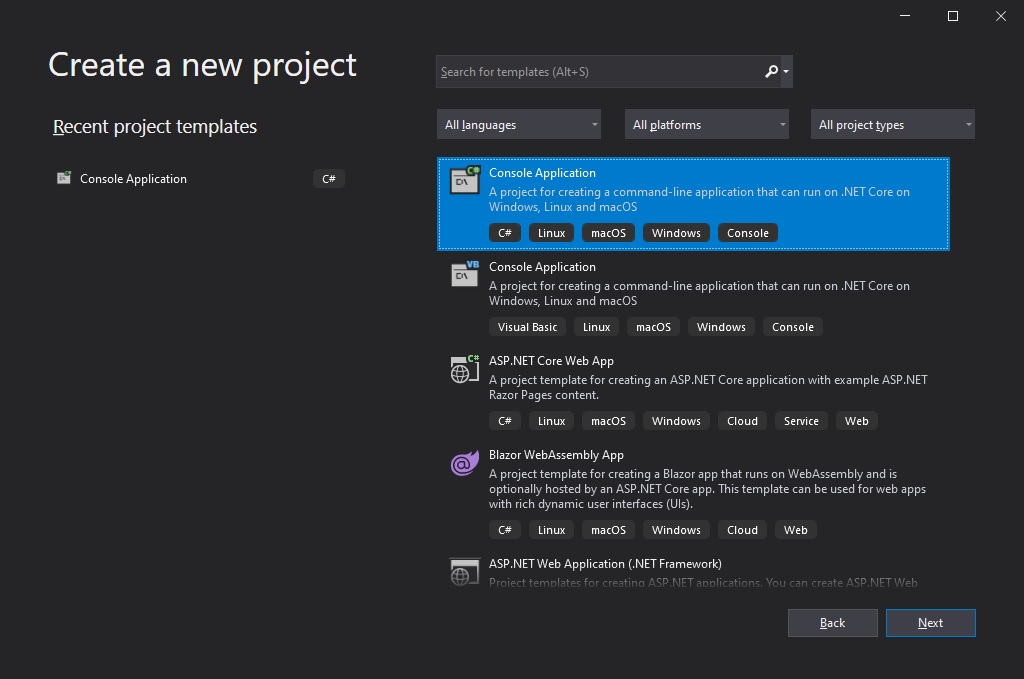 Create a new project
Recent project templates
Console Application C#
Search for templates (Alt+S)
All languages All platforms All project types
C#
D:\
Console Application
A project for creating a command-line application that can run on .NET Core on
Windows, Linux and macOS
C# Linux macOS Windows Console
VB
D:\
Console Application
A project for creating a command-line application that can run on .NET Core on
Windows, Linux and macOS
Visual Basic Linux macOS Windows Console
C#
ASP.NET Core Web App
A project template for creating an ASP.NET Core application with example ASP.NET
Razor Pages content.
C# Linux macOS Windows Cloud Service Web
@
Blazor WebAssembly App
A project template for creating a Blazor app that runs on WebAssembly and is
optionally hosted by an ASP.NET Core app. This template can be used for web apps
with rich dynamic user interfaces (UIs).
C# Linux macOS Windows Cloud Web
ASP.NET Web Application (.NET Framework)
Project templates for creating ASP.NET applications. You can create ASP.NET Web
Back Next